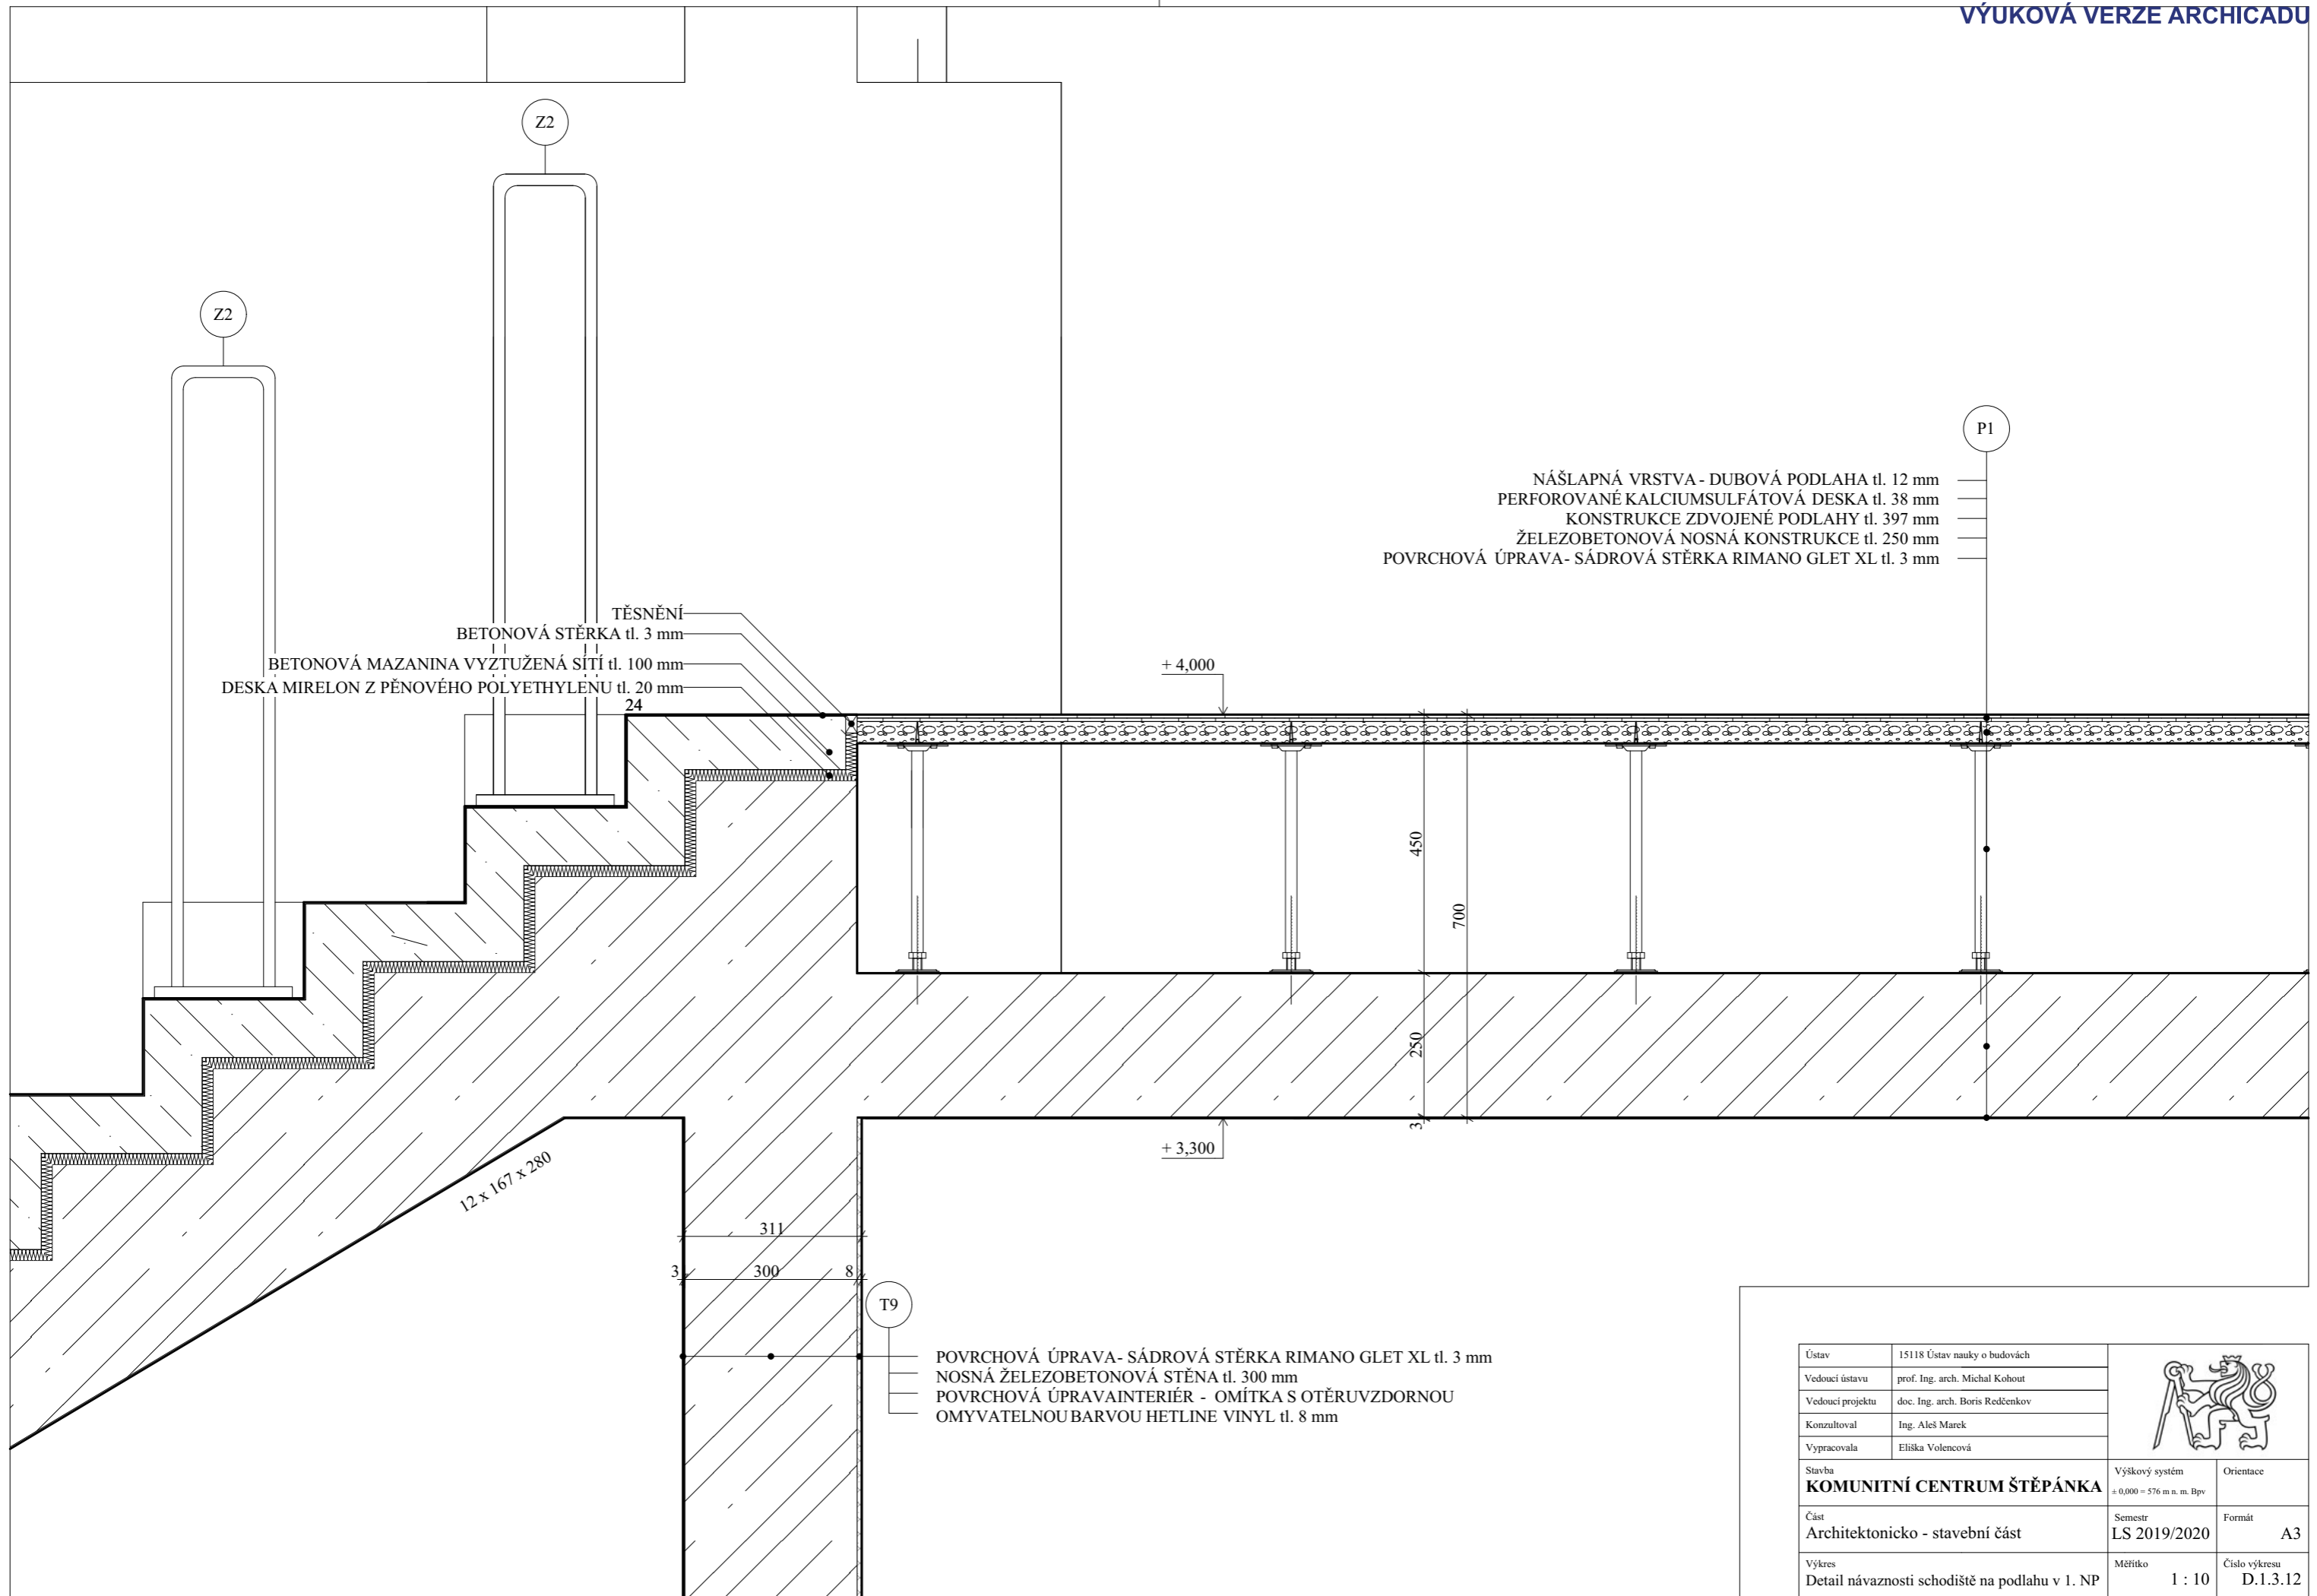 VÝUKOVÁ VERZE ARCHICADU
Z2
Z2
P1
NÁŠLAPNÁ VRSTVA - DUBOVÁ PODLAHA tl. 12 mm
PERFOROVANÉ KALCIUMSULFÁTOVÁ DESKA tl. 38 mm
KONSTRUKCE ZDVOJENÉ PODLAHY tl. 397 mm
ŽELEZOBETONOVÁ NOSNÁ KONSTRUKCE tl. 250 mm
POVRCHOVÁ ÚPRAVA- SÁDROVÁ STĚRKA RIMANO GLET XL tl. 3 mm
TĚSNĚNÍ
BETONOVÁ STĚRKA tl. 3 mm
BETONOVÁ MAZANINA VYZTUŽENÁ SÍTÍ tl. 100 mm
DESKA MIRELON Z PĚNOVÉHO POLYETHYLENU tl. 20 mm
24
+ 4,000
450
700
250
3
+ 3,300
12 x 167 x 280
311
3
300
8
T9
POVRCHOVÁ ÚPRAVA- SÁDROVÁ STĚRKA RIMANO GLET XL tl. 3 mm
NOSNÁ ŽELEZOBETONOVÁ STĚNA tl. 300 mm
POVRCHOVÁ ÚPRAVAINTERIÉR - OMÍTKA S OTĚRUVZDORNOU
OMYVATELNOU BARVOU HETLINE VINYL tl. 8 mm
Ústav 15118 Ústav nauky o budovách
Vedoucí ústavu prof. Ing. arch. Michal Kohout
Vedoucí projektu doc. Ing. arch. Boris Redčenkov
Konzultoval Ing. Aleš Marek
Vypracovala Eliška Volencová
Stavba
KOMUNITNÍ CENTRUM ŠTĚPÁNKA
Výškový systém
± 0,000 = 576 m n. m. Bpv
Orientace
Část
Architektonicko - stavební část
Semestr
LS 2019/2020
Formát
A3
Výkres
Detail návaznosti schodiště na podlahu v 1. NP
Měřítko
1 : 10
Číslo výkresu
D.1.3.12